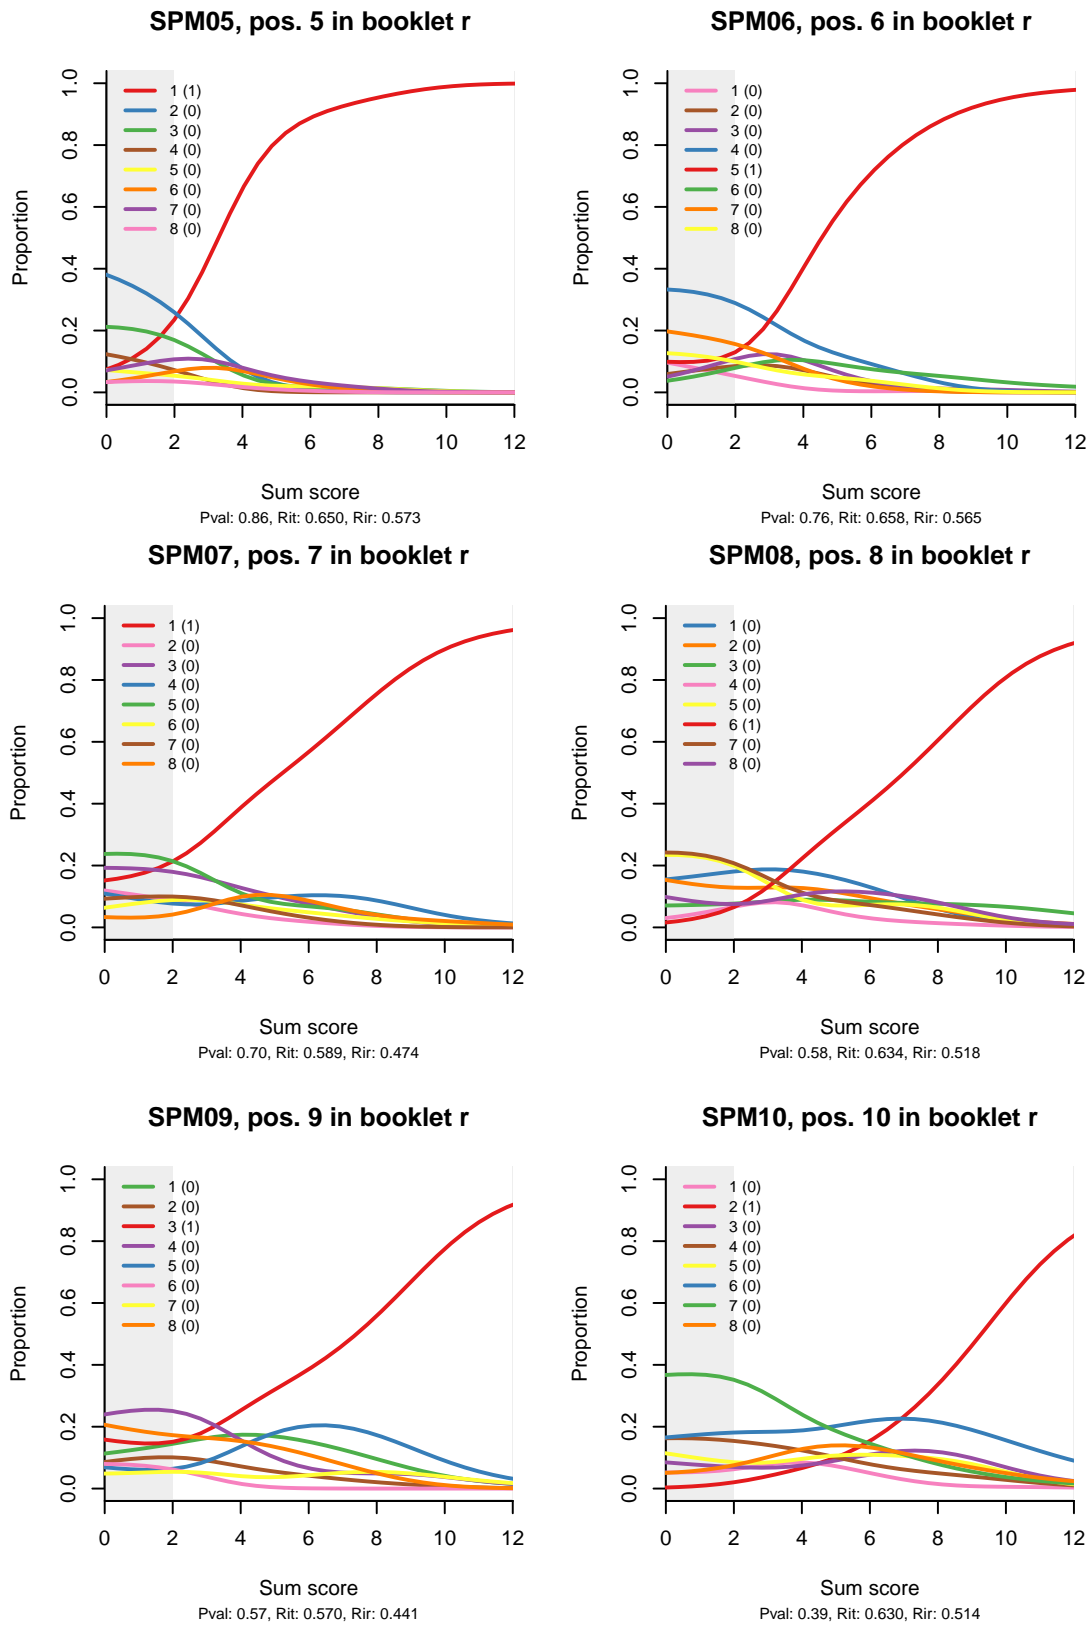 SPM05, pos. 5 in booklet r
Proportion
1.0
0.8
0.6
0.4
0.2
0.0
1 (1)
2 (0)
3 (0)
4 (0)
5 (0)
6 (0)
7 (0)
8 (0)
0 2 4 6 8 10 12
Sum score
Pval: 0.86, Rit: 0.650, Rir: 0.573
SPM06, pos. 6 in booklet r
Proportion
1.0
0.8
0.6
0.4
0.2
0.0
1 (0)
2 (0)
3 (0)
4 (0)
5 (1)
6 (0)
7 (0)
8 (0)
0 2 4 6 8 10 12
Sum score
Pval: 0.76, Rit: 0.658, Rir: 0.565
SPM07, pos. 7 in booklet r
Proportion
1.0
0.8
0.6
0.4
0.2
0.0
1 (1)
2 (0)
3 (0)
4 (0)
5 (0)
6 (0)
7 (0)
8 (0)
0 2 4 6 8 10 12
Sum score
Pval: 0.70, Rit: 0.589, Rir: 0.474
SPM08, pos. 8 in booklet r
Proportion
1.0
0.8
0.6
0.4
0.2
0.0
1 (0)
2 (0)
3 (0)
4 (0)
5 (0)
6 (1)
7 (0)
8 (0)
0 2 4 6 8 10 12
Sum score
Pval: 0.58, Rit: 0.634, Rir: 0.518
SPM09, pos. 9 in booklet r
Proportion
1.0
0.8
0.6
0.4
0.2
0.0
1 (0)
2 (0)
3 (1)
4 (0)
5 (0)
6 (0)
7 (0)
8 (0)
0 2 4 6 8 10 12
Sum score
Pval: 0.57, Rit: 0.570, Rir: 0.441
SPM10, pos. 10 in booklet r
Proportion
1.0
0.8
0.6
0.4
0.2
0.0
1 (0)
2 (1)
3 (0)
4 (0)
5 (0)
6 (0)
7 (0)
8 (0)
0 2 4 6 8 10 12
Sum score
Pval: 0.39, Rit: 0.630, Rir: 0.514